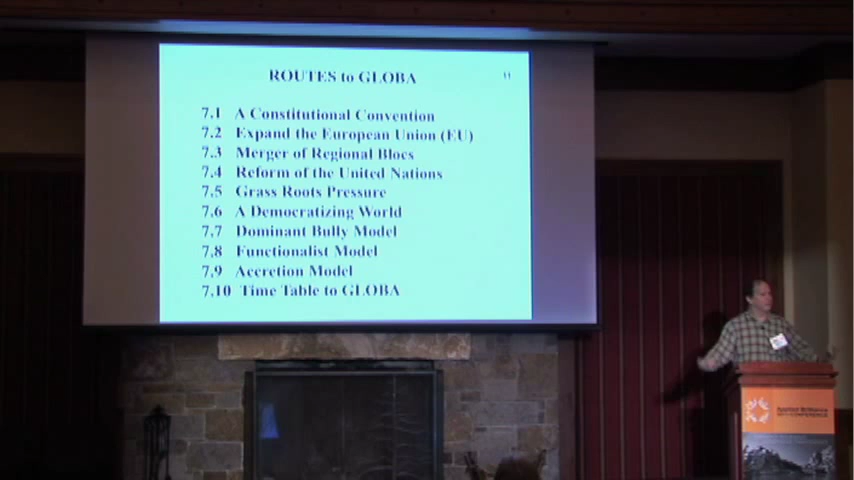 ROUTES to GLOBA 11
7.1 A Constitutional Convention
7.2 Expand the European Union (EU)
7.3 Merger of Regional Blocs
7.4 Reform of the United Nations
7.5 Grass Roots Pressure
7.6 A Democratizing World
7.7 Dominant Bully Model
7.8 Functionalist Model
7.9 Accretion Model
7.10 Time Table to GLOBA
CONFERENCE